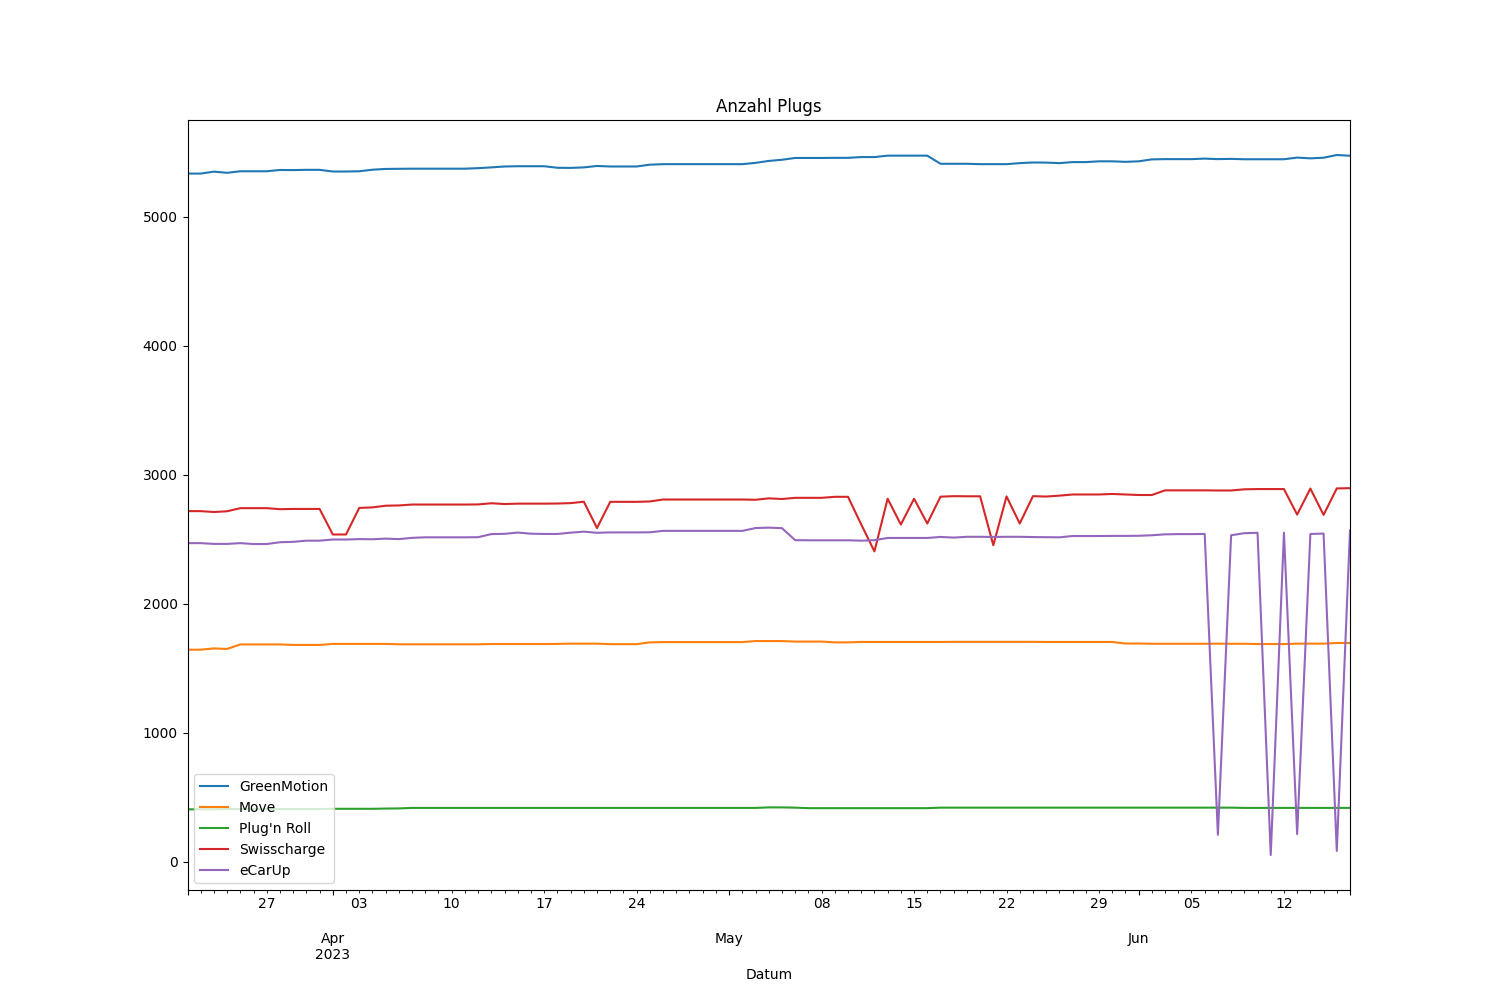 Anzahl Plugs
5000
4000
3000
2000
1000
0
GreenMotion
Move
Plug'n Roll
Swisscharge
eCarUp
27 03 10 17 24 08 15 22 29 05 12
Apr May Jun
2023
Datum